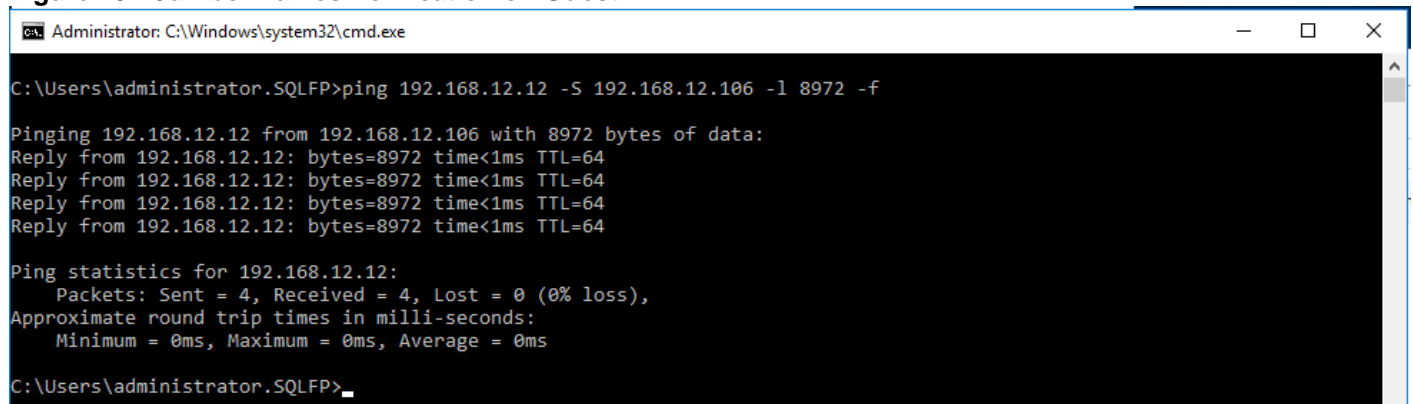 Administrator: C:\Windows\system32\cmd.exe
C:\Users\administrator.SQLFP>ping 192.168.12.12 -S 192.168.12.106 -l 8972 -f
Pinging 192.168.12.12 from 192.168.12.106 with 8972 bytes of data:
Reply from 192.168.12.12: bytes=8972 time<1ms TTL=64
Reply from 192.168.12.12: bytes=8972 time<1ms TTL=64
Reply from 192.168.12.12: bytes=8972 time<1ms TTL=64
Reply from 192.168.12.12: bytes=8972 time<1ms TTL=64
Ping statistics for 192.168.12.12:
    Packets: Sent = 4, Received = 4, Lost = 0 (0% loss),
Approximate round trip times in milli-seconds:
    Minimum = 0ms, Maximum = 0ms, Average = 0ms
C:\Users\administrator.SQLFP>